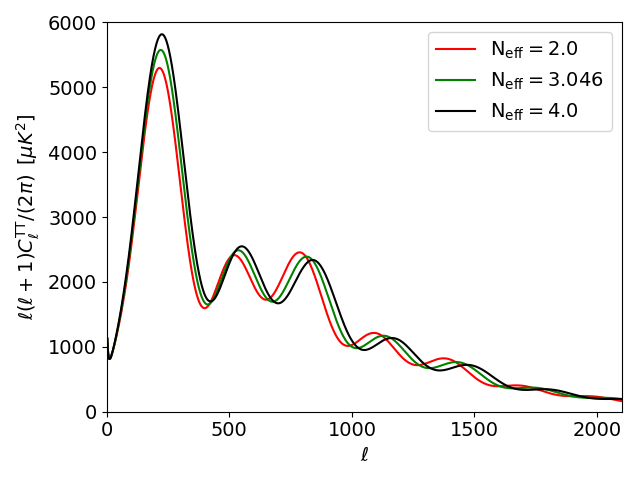 6000
5000
4000
3000
2000
1000
0
ℓ(ℓ + 1)C_ℓ^TT/(2π) [μK²]
N_eff = 2.0
N_eff = 3.046
N_eff = 4.0
0 500 1000 1500 2000
ℓ